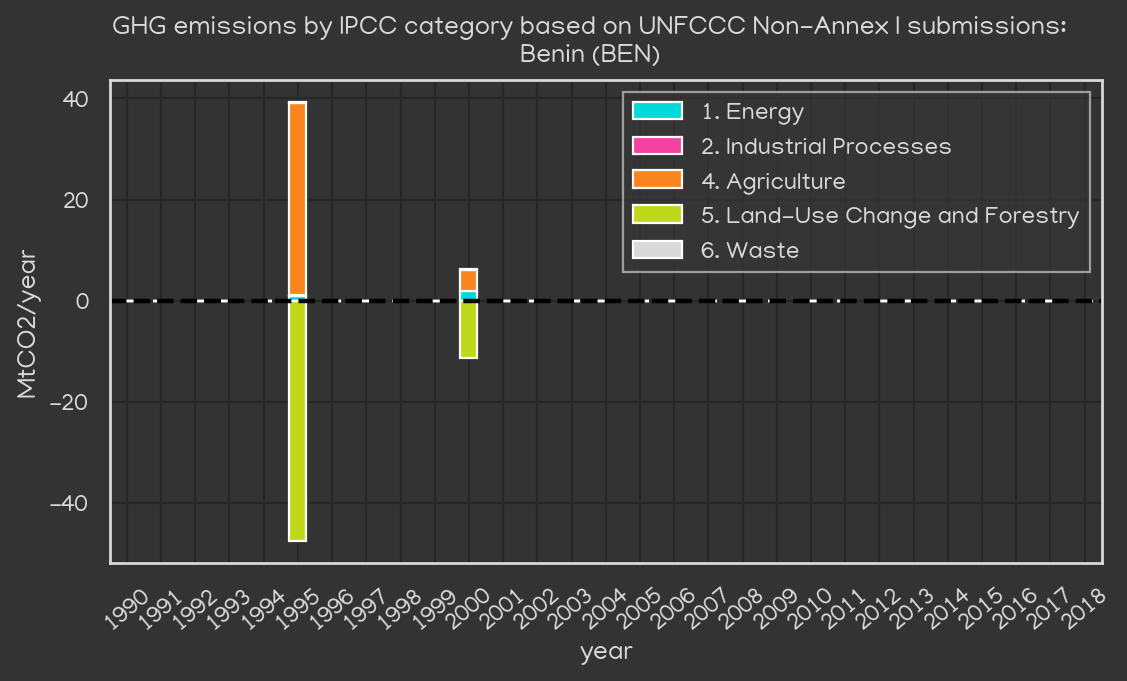 GHG emissions by IPCC category based on UNFCCC Non-Annex I submissions:
Benin (BEN)
40
20
0
-20
-40
MtCO2/year
1. Energy
2. Industrial Processes
4. Agriculture
5. Land-Use Change and Forestry
6. Waste
1990 1991 1992 1993 1994 1995 1996 1997 1998 1999 2000 2001 2002 2003 2004 2005 2006 2007 2008 2009 2010 2011 2012 2013 2014 2015 2016 2017 2018
year